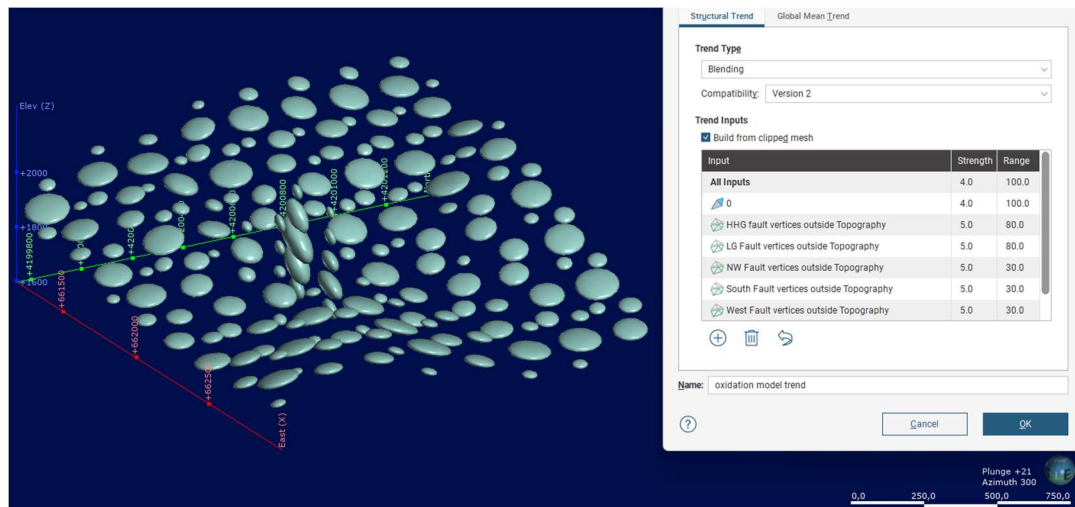 Structural Trend Global Mean Trend
Trend Type
Blending
Compatibility: Version 2
Trend Inputs
Build from clipped mesh
Input Strength Range
All Inputs 4.0 100.0
0 4.0 100.0
HHG fault vertices outside Topography 5.0 80.0
LG Fault vertices outside Topography 5.0 80.0
NW Fault vertices outside Topography 5.0 30.0
South Fault vertices outside Topography 5.0 30.0
West Fault vertices outside Topography 5.0 30.0
Name: oxidation model trend
? Cancel OK
Elev (Z)
+2000
+1800
+1600
+4199800
+4200800
+4201000
+4201200
+661500
+662000
+662500
East (X)
Plunge +21
Azimuth 300
0,0 250,0 500,0 750,0